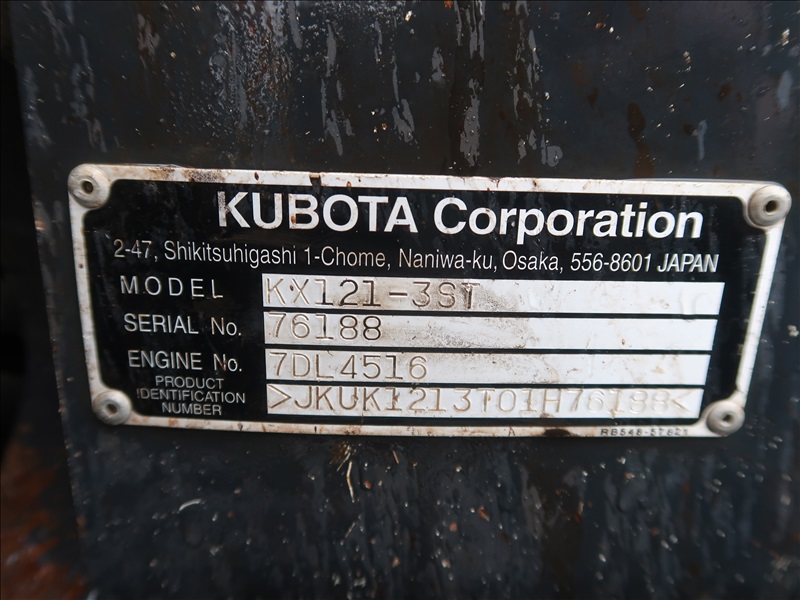 KUBOTA Corporation
2-47, Shikitsuhigashi 1-Chome, Naniwa-ku, Osaka, 556-8601 JAPAN
MODEL KX121-3ST
SERIAL No. 76188
ENGINE No. 7DL4516
PRODUCT
IDENTIFICATION
NUMBER >JKUK1213T01H76188<